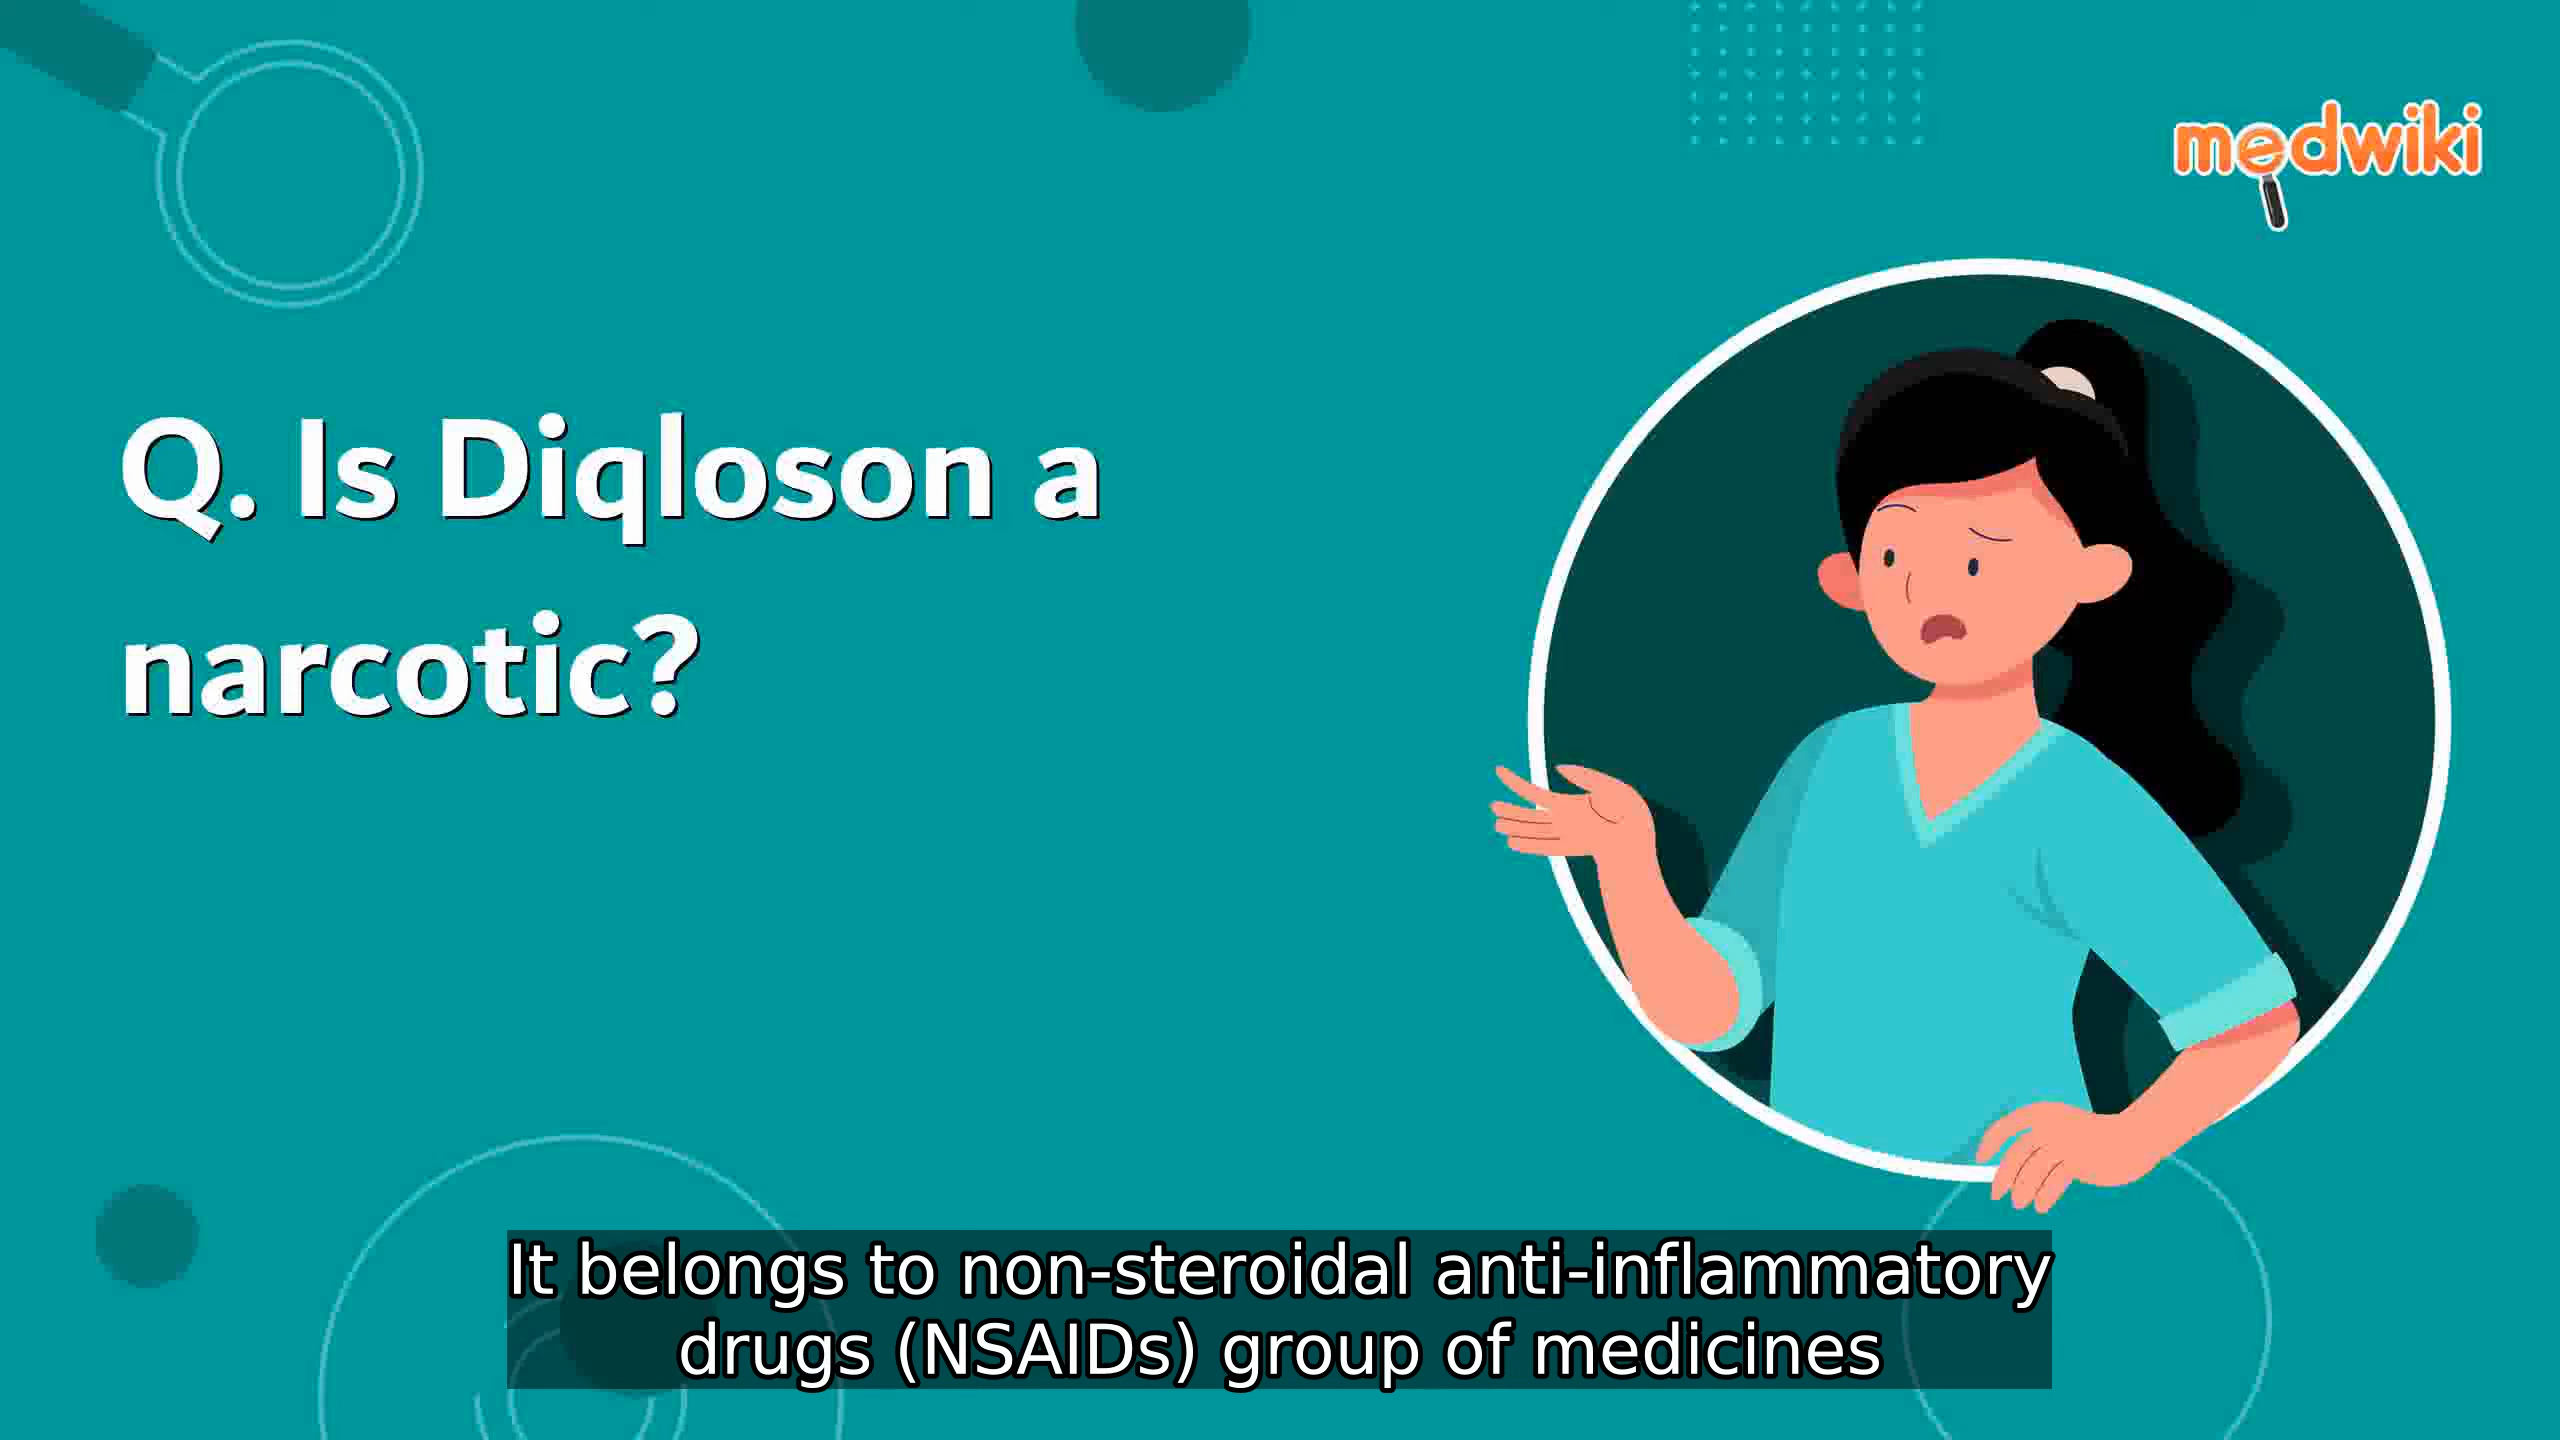 medwiki
Q. Is Diqloson a
narcotic?
It belongs to non-steroidal anti-inflammatory
drugs (NSAIDs) group of medicines